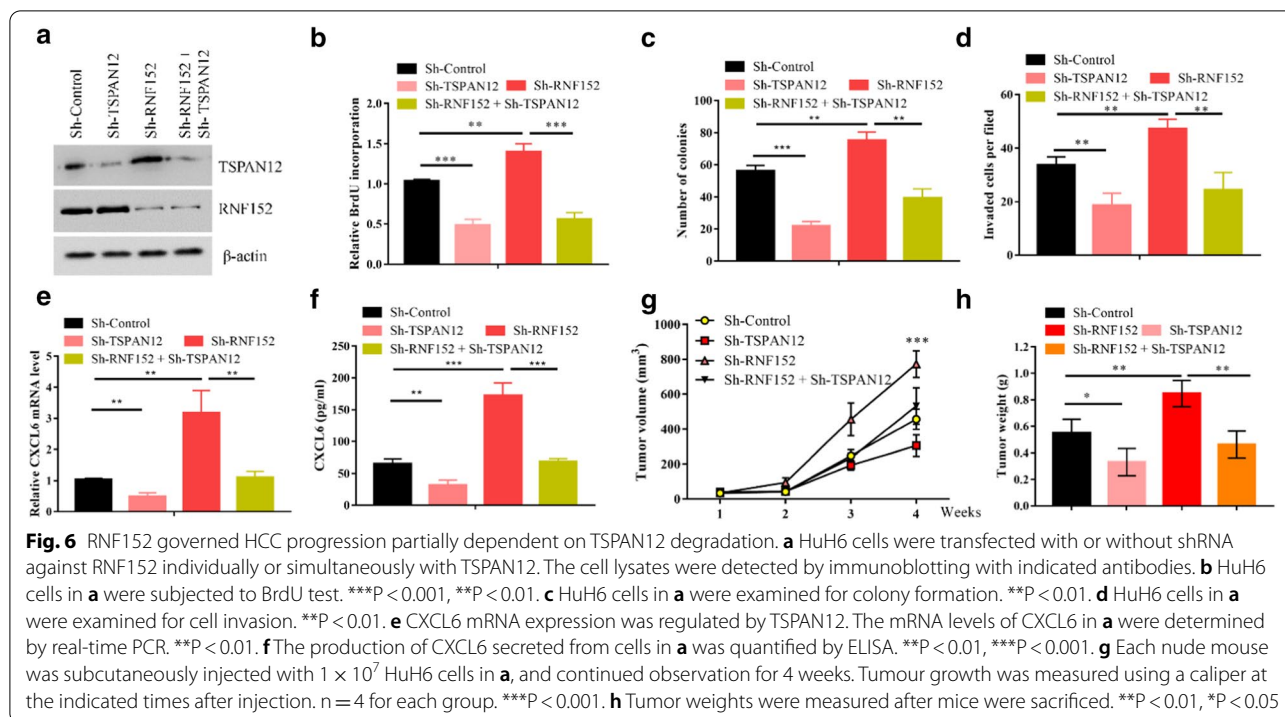 a
Sh-Control
Sh-TSPAN12
Sh-RNF152
Sh-RNF152 +
Sh-TSPAN12
TSPAN12
RNF152
β-actin
b
Sh-Control
Sh-TSPAN12 Sh-RNF152
Sh-RNF152 + Sh-TSPAN12
Relative BrdU incorporation
2.0
1.5
1.0
0.5
0.0
** ***
***
c
Sh-Control
Sh-TSPAN12 Sh-RNF152
Sh-RNF152 + Sh-TSPAN12
Number of colonies
100
80
60
40
20
0
** **
***
d
Sh-Control
Sh-TSPAN12 Sh-RNF152
Sh-RNF152 + Sh-TSPAN12
Invaded cells per filed
60
40
20
0
** **
**
e
Sh-Control
Sh-TSPAN12 Sh-RNF152
Sh-RNF152 + Sh-TSPAN12
Relative CXCL6 mRNA level
5
4
3
2
1
0
** **
**
f
Sh-Control
Sh-TSPAN12 Sh-RNF152
Sh-RNF152 + Sh-TSPAN12
CXCL6 (pg/ml)
250
200
150
100
50
0
*** ***
**
g
Sh-Control
Sh-TSPAN12
Sh-RNF152
Sh-RNF152 + Sh-TSPAN12
Tumor volume (mm³)
1000
800
600
400
200
0
***
1 2 3 4 Weeks
h
Sh-Control
Sh-RNF152 Sh-TSPAN12
Sh-RNF152 + Sh-TSPAN12
Tumor weight (g)
1.2
1.0
0.8
0.6
0.4
0.2
0.0
** **
*
Fig. 6 RNF152 governed HCC progression partially dependent on TSPAN12 degradation. a HuH6 cells were transfected with or without shRNA
against RNF152 individually or simultaneously with TSPAN12. The cell lysates were detected by immunoblotting with indicated antibodies. b HuH6
cells in a were subjected to BrdU test. ***P < 0.001, **P < 0.01. c HuH6 cells in a were examined for colony formation. **P < 0.01. d HuH6 cells in a
were examined for cell invasion. **P < 0.01. e CXCL6 mRNA expression was regulated by TSPAN12. The mRNA levels of CXCL6 in a were determined
by real-time PCR. **P < 0.01. f The production of CXCL6 secreted from cells in a was quantified by ELISA. **P < 0.01, ***P < 0.001. g Each nude mouse
was subcutaneously injected with 1 × 10⁷ HuH6 cells in a, and continued observation for 4 weeks. Tumour growth was measured using a caliper at
the indicated times after injection. n = 4 for each group. ***P < 0.001. h Tumor weights were measured after mice were sacrificed. **P < 0.01, *P < 0.05